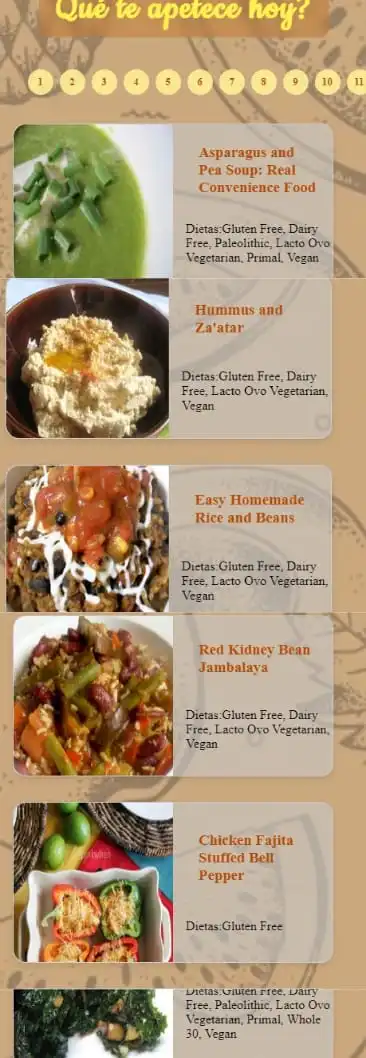 Qué te apetece hoy?
1 2 3 4 5 6 7 8 9 10 11
Asparagus and
Pea Soup: Real
Convenience Food
Dietas:Gluten Free, Dairy
Free, Paleolithic, Lacto Ovo
Vegetarian, Primal, Vegan
Hummus and
Za'atar
Dietas:Gluten Free, Dairy
Free, Lacto Ovo Vegetarian,
Vegan
Easy Homemade
Rice and Beans
Dietas:Gluten Free, Dairy
Free, Lacto Ovo Vegetarian,
Vegan
Red Kidney Bean
Jambalaya
Dietas:Gluten Free, Dairy
Free, Lacto Ovo Vegetarian,
Vegan
Chicken Fajita
Stuffed Bell
Pepper
Dietas:Gluten Free
Dietas:Gluten Free, Dairy
Free, Paleolithic, Lacto Ovo
Vegetarian, Primal, Whole
30, Vegan